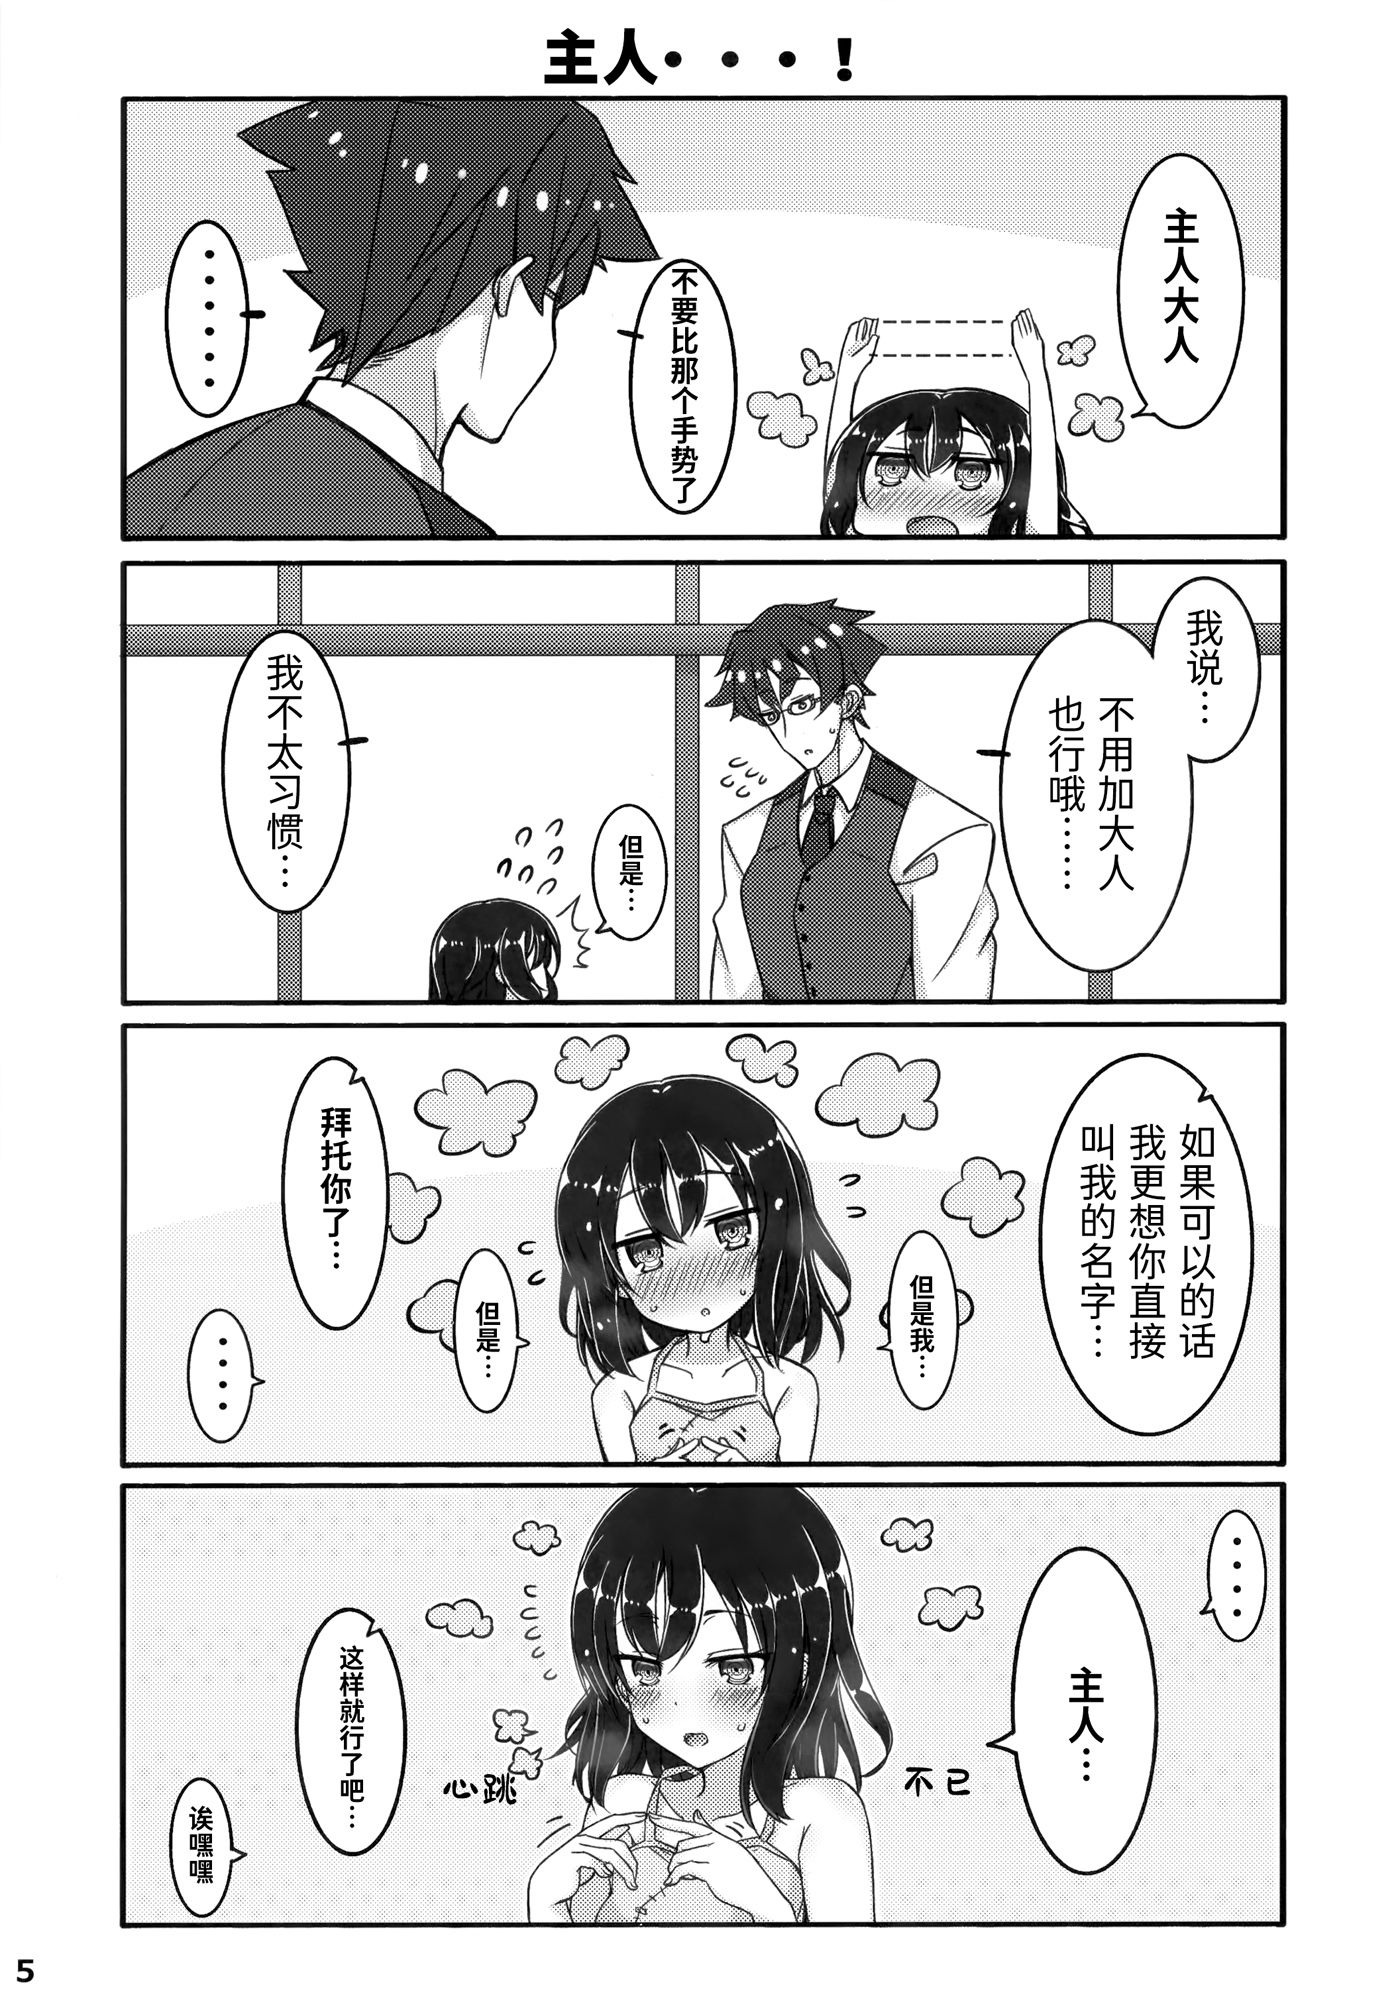 主人・・・!
主人大人
不要比那个手势了
・・・・・・
我说…
不用加大人
也行哦……
但是…
我不太习惯…
如果可以的话
我更想你直接
叫我的名字…
但是我…
但是…
拜托你了…
・・・・
・・・・
主人…
不已
心跳
这样就行了吧…
诶嘿嘿
5